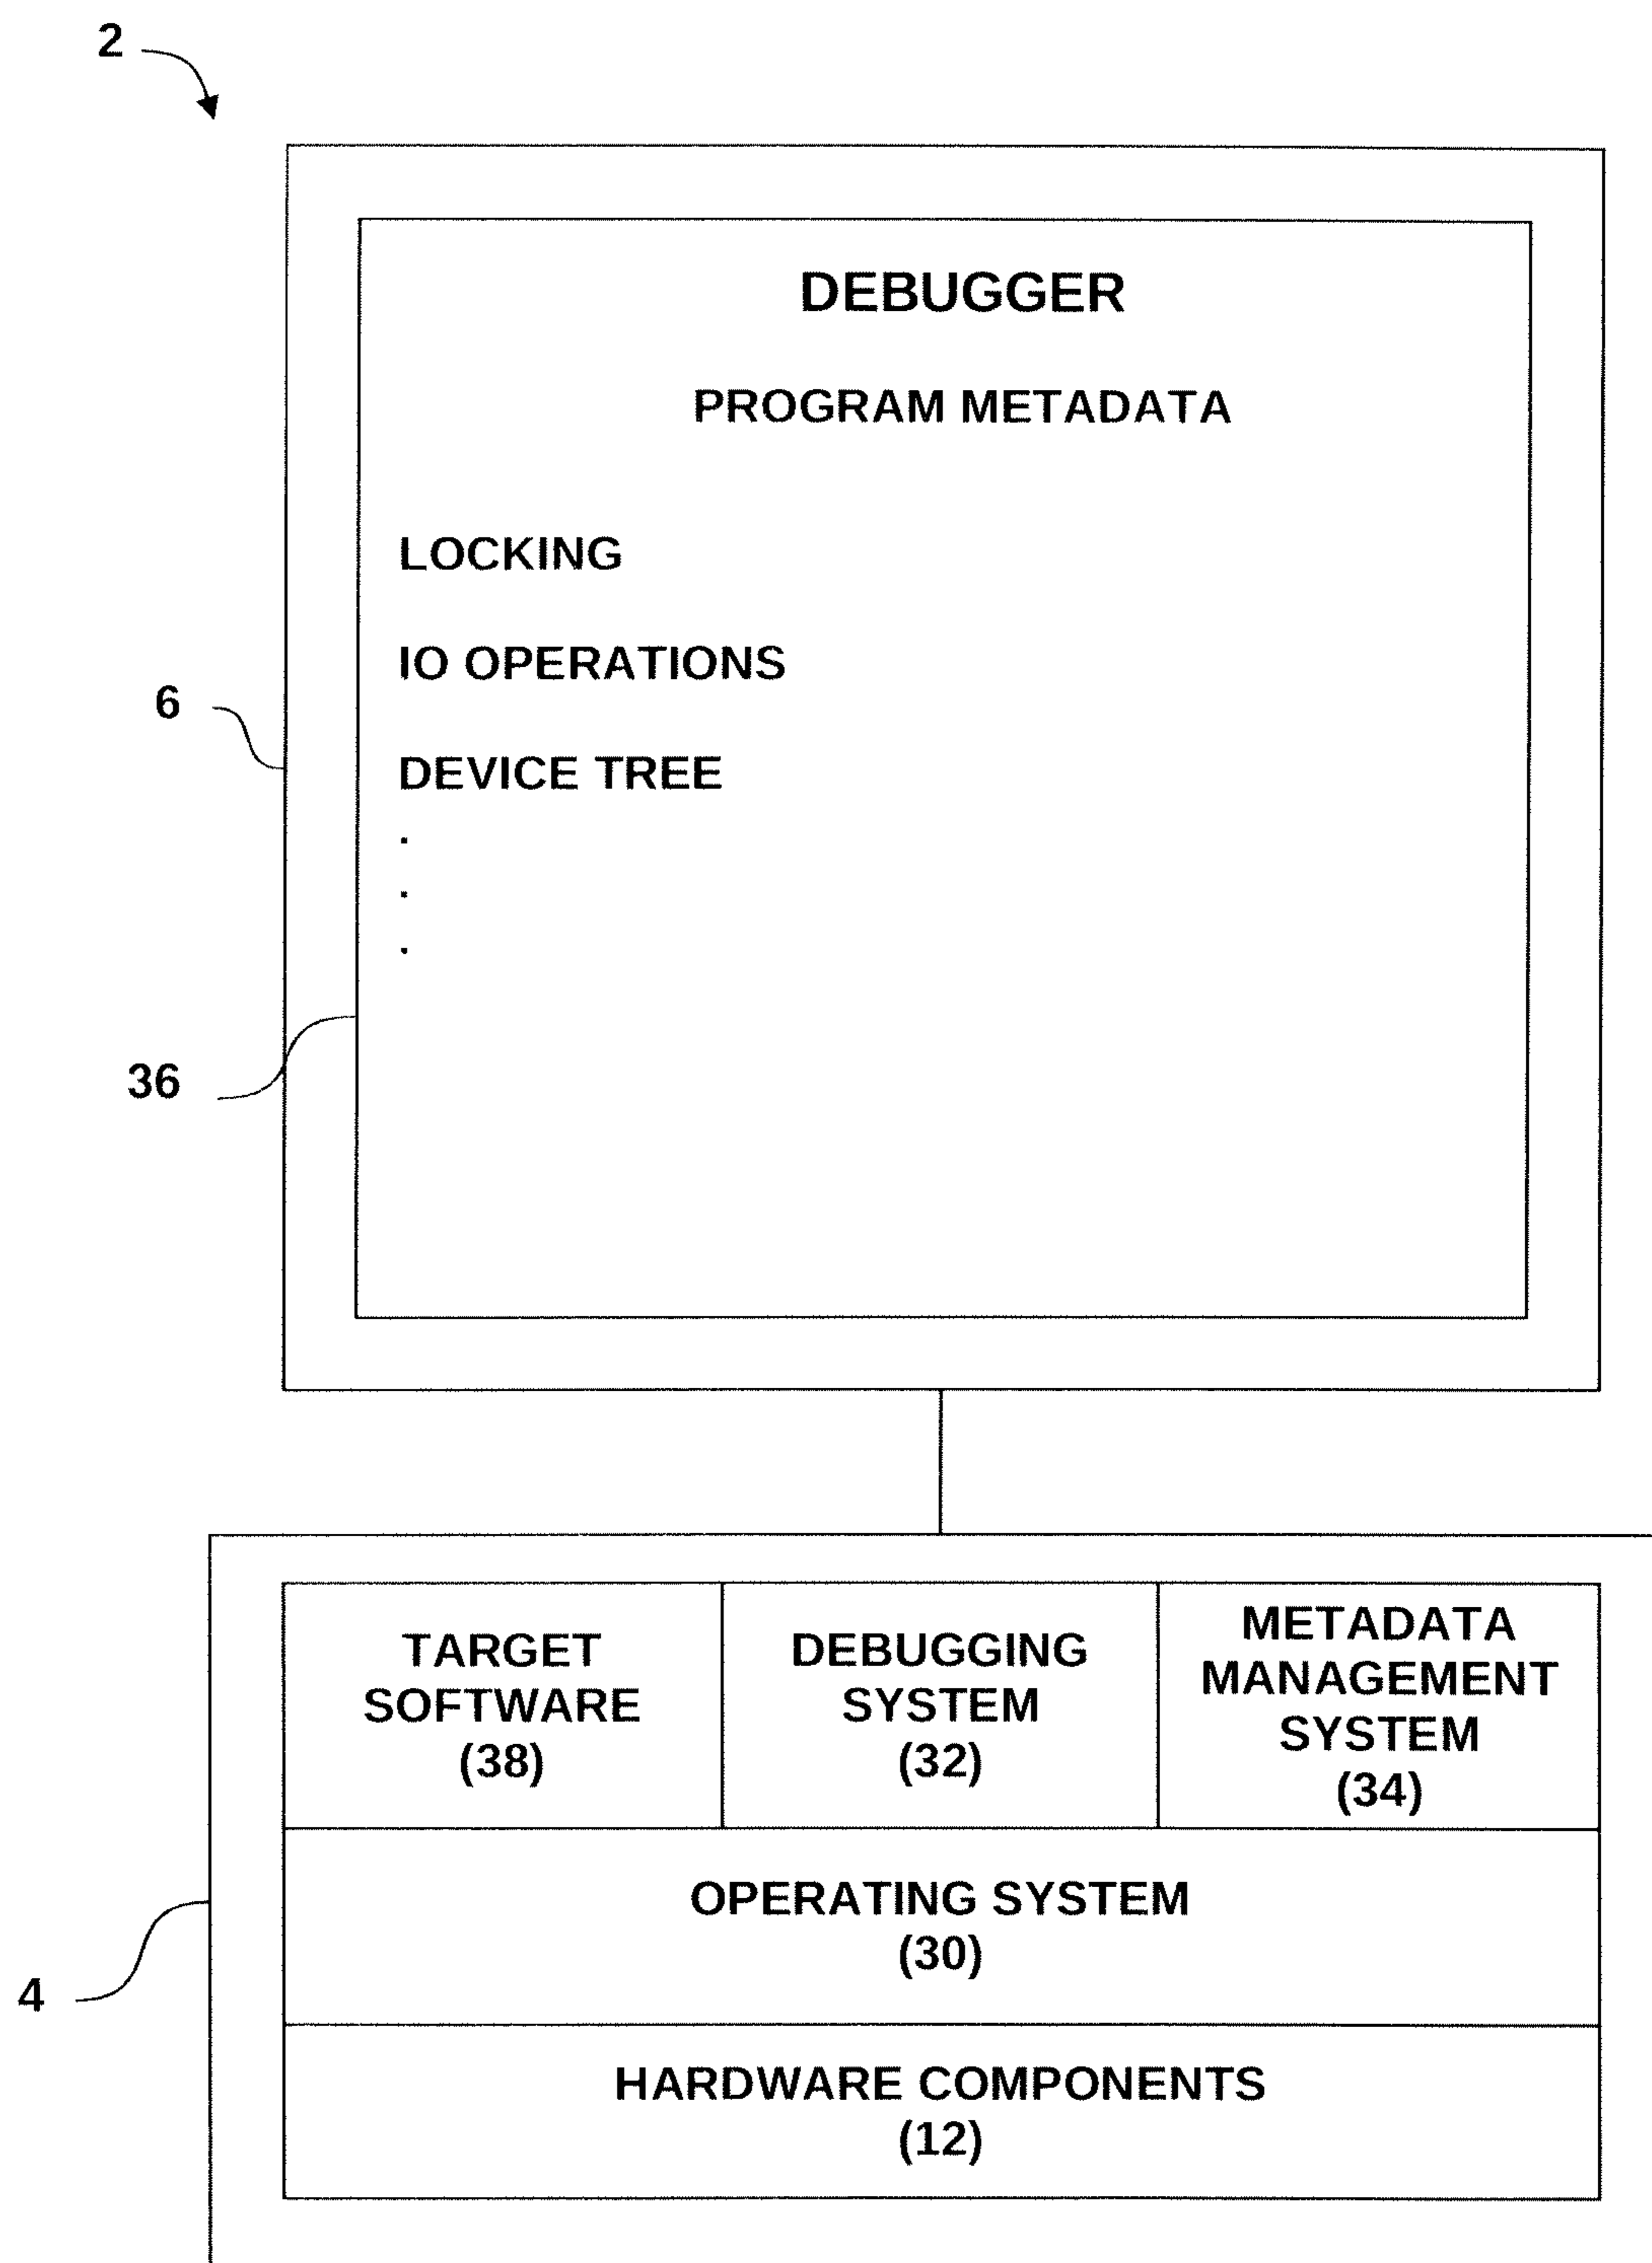 2
DEBUGGER
PROGRAM METADATA
LOCKING
IO OPERATIONS
6
DEVICE TREE
.
.
.
36
TARGET
SOFTWARE
(38)
DEBUGGING
SYSTEM
(32)
METADATA
MANAGEMENT
SYSTEM
(34)
OPERATING SYSTEM
(30)
4
HARDWARE COMPONENTS
(12)